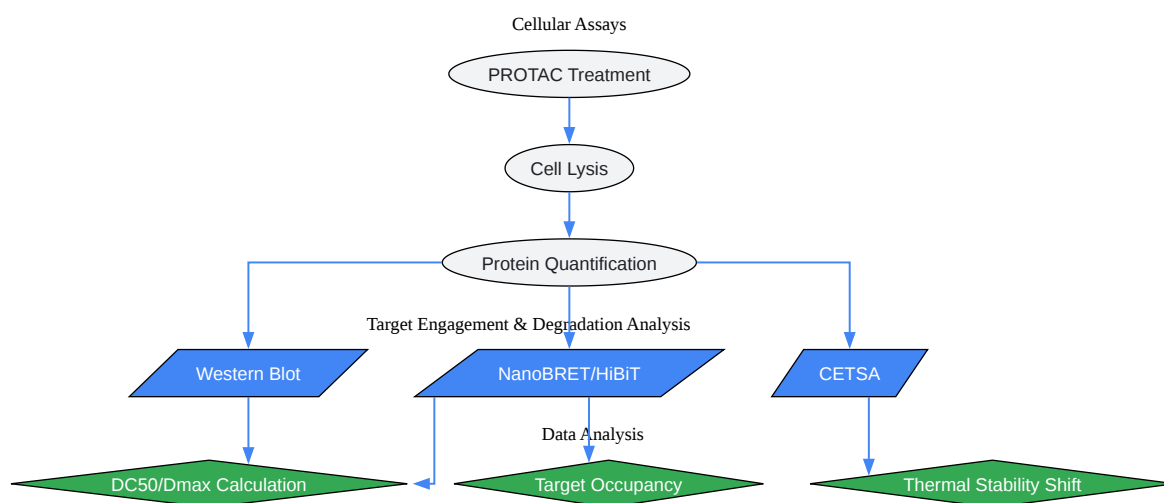 Cellular Assays
PROTAC Treatment
Cell Lysis
Protein Quantification
Target Engagement & Degradation Analysis
Western Blot
NanoBRET/HiBiT
CETSA
Data Analysis
DC50/Dmax Calculation
Target Occupancy
Thermal Stability Shift